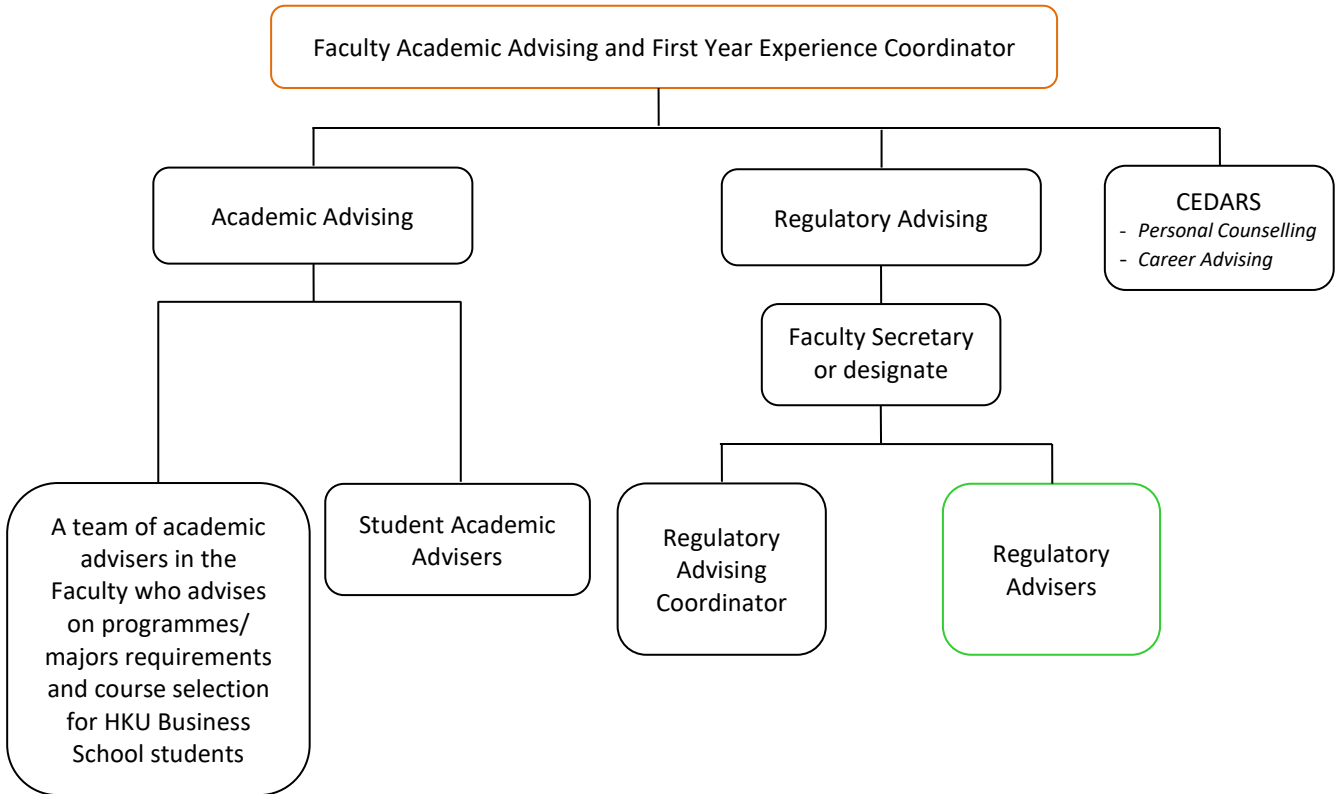 Faculty Academic Advising and First Year Experience Coordinator
Academic Advising
Regulatory Advising
CEDARS
- Personal Counselling
- Career Advising
Faculty Secretary
or designate
A team of academic
advisers in the
Faculty who advises
on programmes/
majors requirements
and course selection
for HKU Business
School students
Student Academic
Advisers
Regulatory
Advising
Coordinator
Regulatory
Advisers